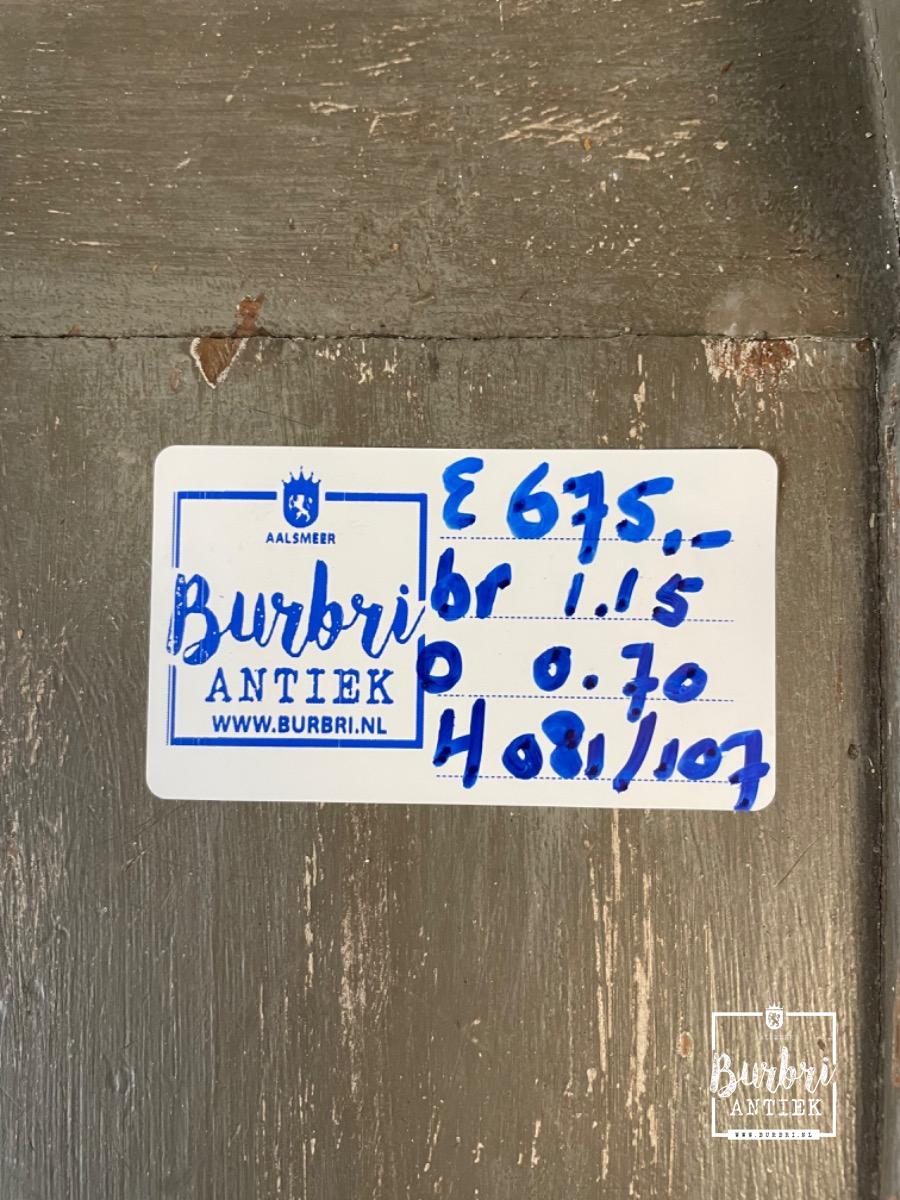 AALSMEER
Burbri
ANTIEK
WWW.BURBRI.NL
€ 675,-
br 1.15
D 0.70
H 081/107
Burbri
ANTIEK
WWW.BURBRI.NL